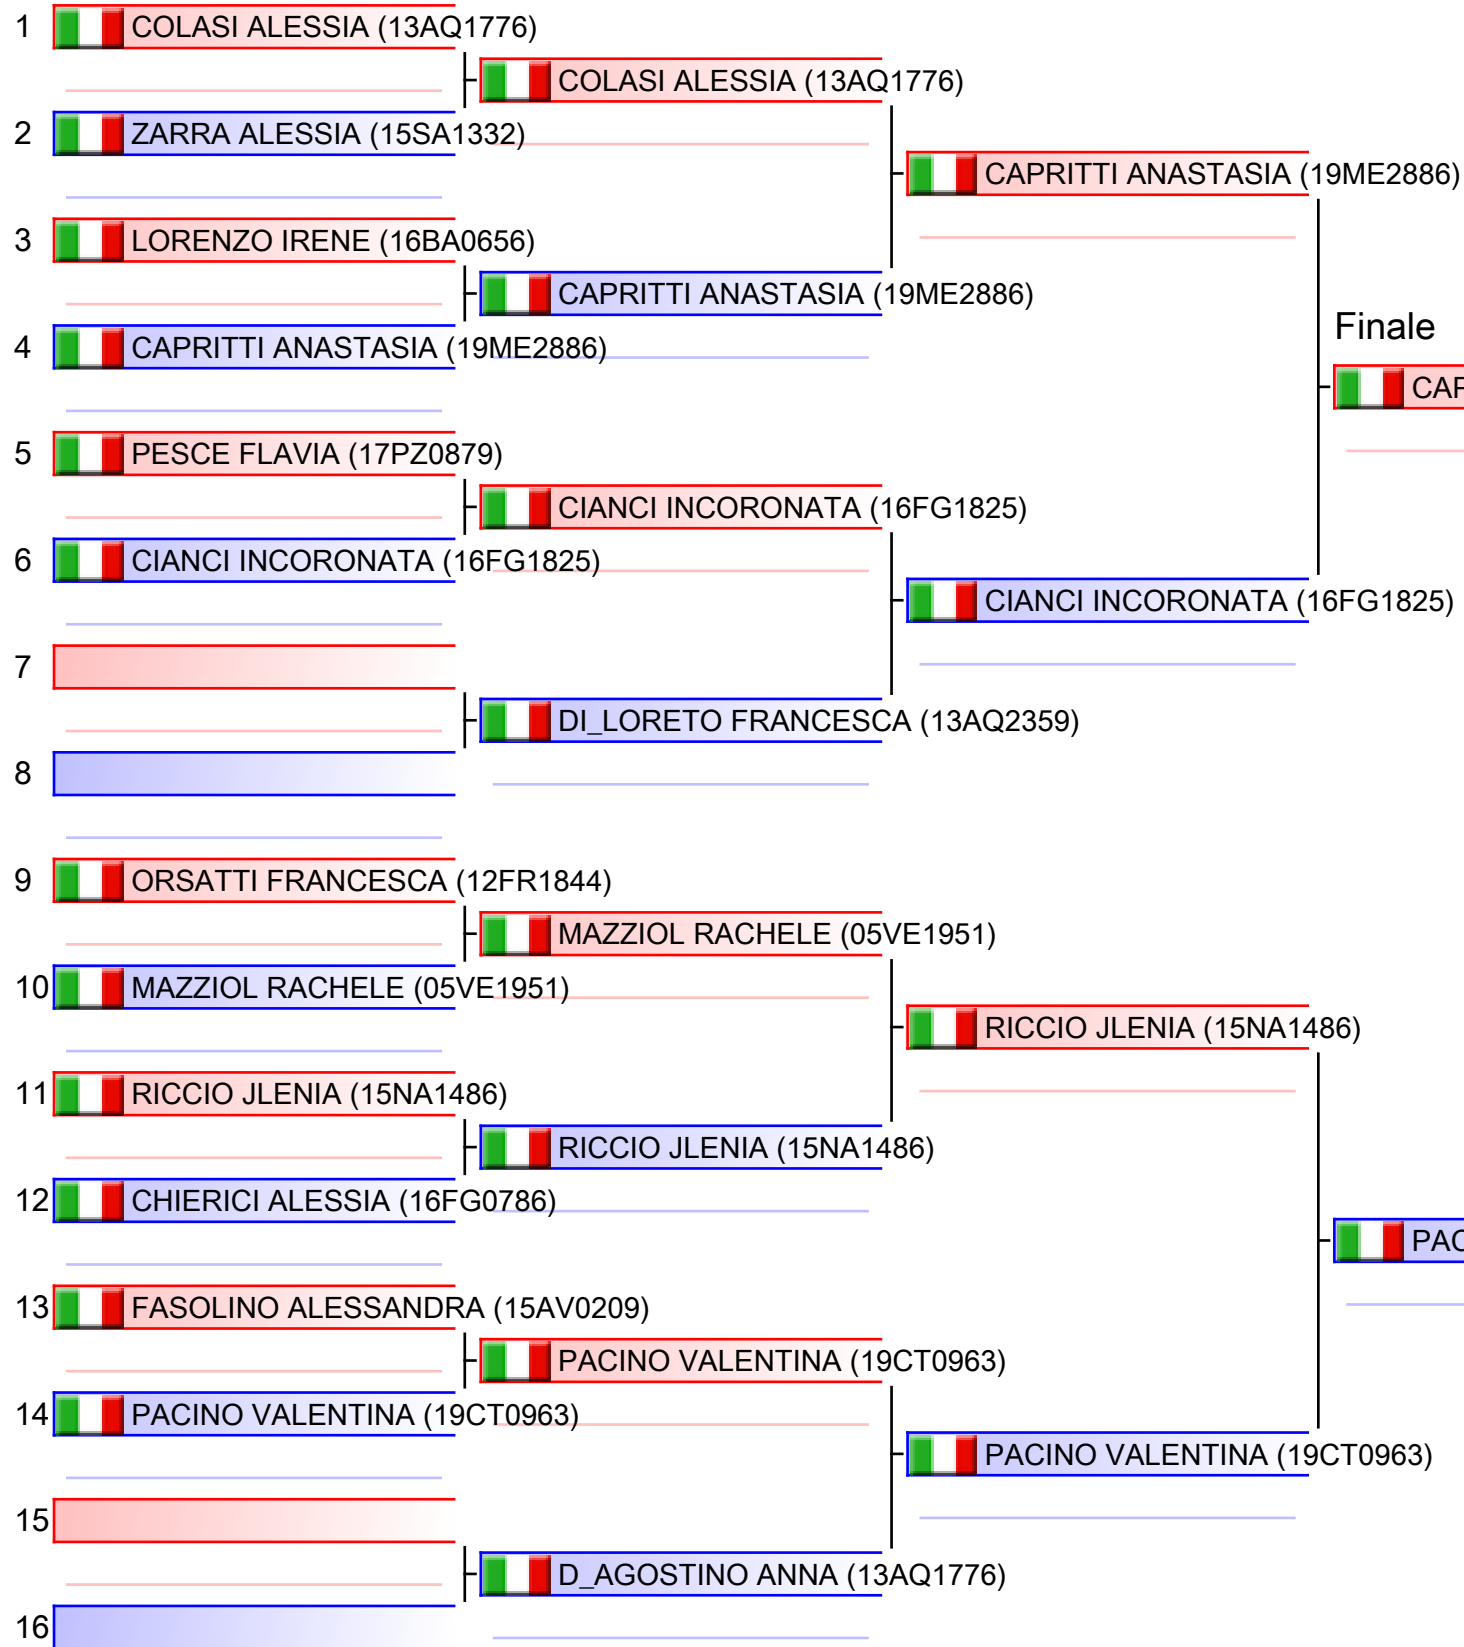 1 COLASI ALESSIA (13AQ1776)
COLASI ALESSIA (13AQ1776)
2 ZARRA ALESSIA (15SA1332)
CAPRITTI ANASTASIA (19ME2886)
3 LORENZO IRENE (16BA0656)
CAPRITTI ANASTASIA (19ME2886)
Finale
4 CAPRITTI ANASTASIA (19ME2886)
CAP
5 PESCE FLAVIA (17PZ0879)
CIANCI INCORONATA (16FG1825)
6 CIANCI INCORONATA (16FG1825)
CIANCI INCORONATA (16FG1825)
7
DI_LORETO FRANCESCA (13AQ2359)
8
9 ORSATTI FRANCESCA (12FR1844)
MAZZIOL RACHELE (05VE1951)
10 MAZZIOL RACHELE (05VE1951)
RICCIO JLENIA (15NA1486)
11 RICCIO JLENIA (15NA1486)
RICCIO JLENIA (15NA1486)
12 CHIERICI ALESSIA (16FG0786)
PAC
13 FASOLINO ALESSANDRA (15AV0209)
PACINO VALENTINA (19CT0963)
14 PACINO VALENTINA (19CT0963)
PACINO VALENTINA (19CT0963)
15
D_AGOSTINO ANNA (13AQ1776)
16